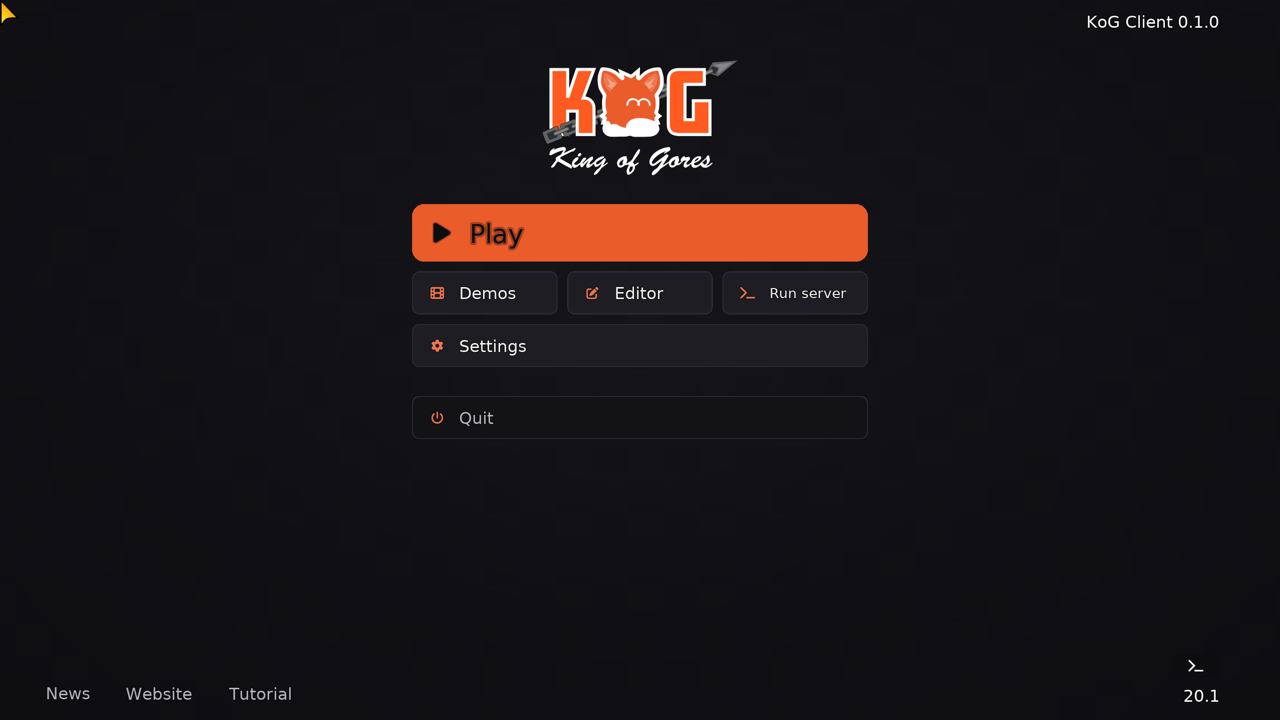 KoG Client 0.1.0
KOG
King of Gores
Play
Demos Editor Run server
Settings
Quit
News Website Tutorial
20.1